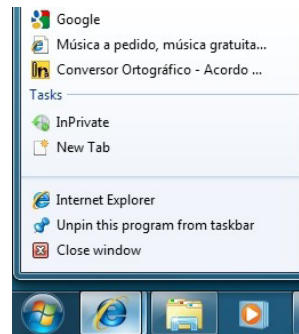 Google
Música a pedido, música gratuita...
Conversor Ortográfico - Acordo ...
Tasks
InPrivate
New Tab
Internet Explorer
Unpin this program from taskbar
Close window